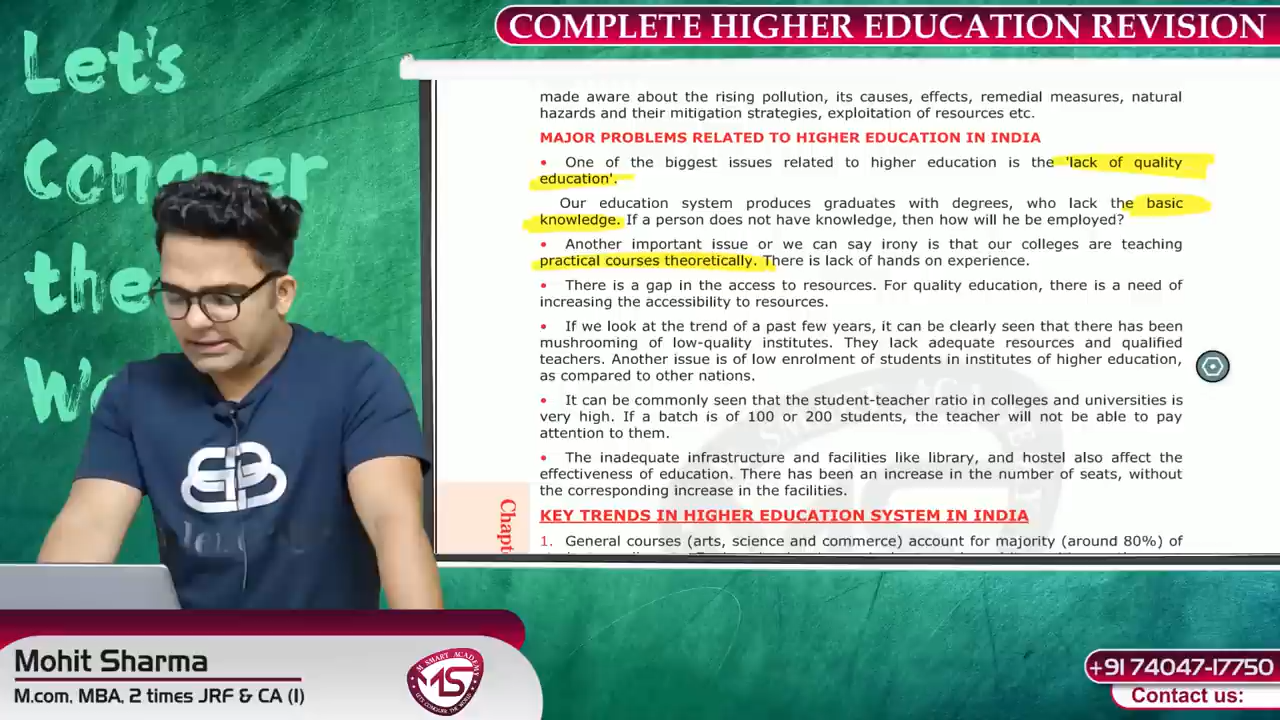 COMPLETE HIGHER EDUCATION REVISION
Let's
Conquer
the
made aware about the rising pollution, its causes, effects, remedial measures, natural
hazards and their mitigation strategies, exploitation of resources etc.
MAJOR PROBLEMS RELATED TO HIGHER EDUCATION IN INDIA
• One of the biggest issues related to higher education is the 'lack of quality
education'.
Our education system produces graduates with degrees, who lack the basic
knowledge. If a person does not have knowledge, then how will he be employed?
• Another important issue or we can say irony is that our colleges are teaching
practical courses theoretically. There is lack of hands on experience.
• There is a gap in the access to resources. For quality education, there is a need of
increasing the accessibility to resources.
• If we look at the trend of a past few years, it can be clearly seen that there has been
mushrooming of low-quality institutes. They lack adequate resources and qualified
teachers. Another issue is of low enrolment of students in institutes of higher education,
as compared to other nations.
• It can be commonly seen that the student-teacher ratio in colleges and universities is
very high. If a batch is of 100 or 200 students, the teacher will not be able to pay
attention to them.
• The inadequate infrastructure and facilities like library, and hostel also affect the
effectiveness of education. There has been an increase in the number of seats, without
the corresponding increase in the facilities.
KEY TRENDS IN HIGHER EDUCATION SYSTEM IN INDIA
1. General courses (arts, science and commerce) account for majority (around 80%) of
Mohit Sharma
M.com, MBA, 2 times JRF & CA (I)
M SMART ACADEMY
MS
LETS CONQUER THE WORLD
+91 74047-17750
Contact us: